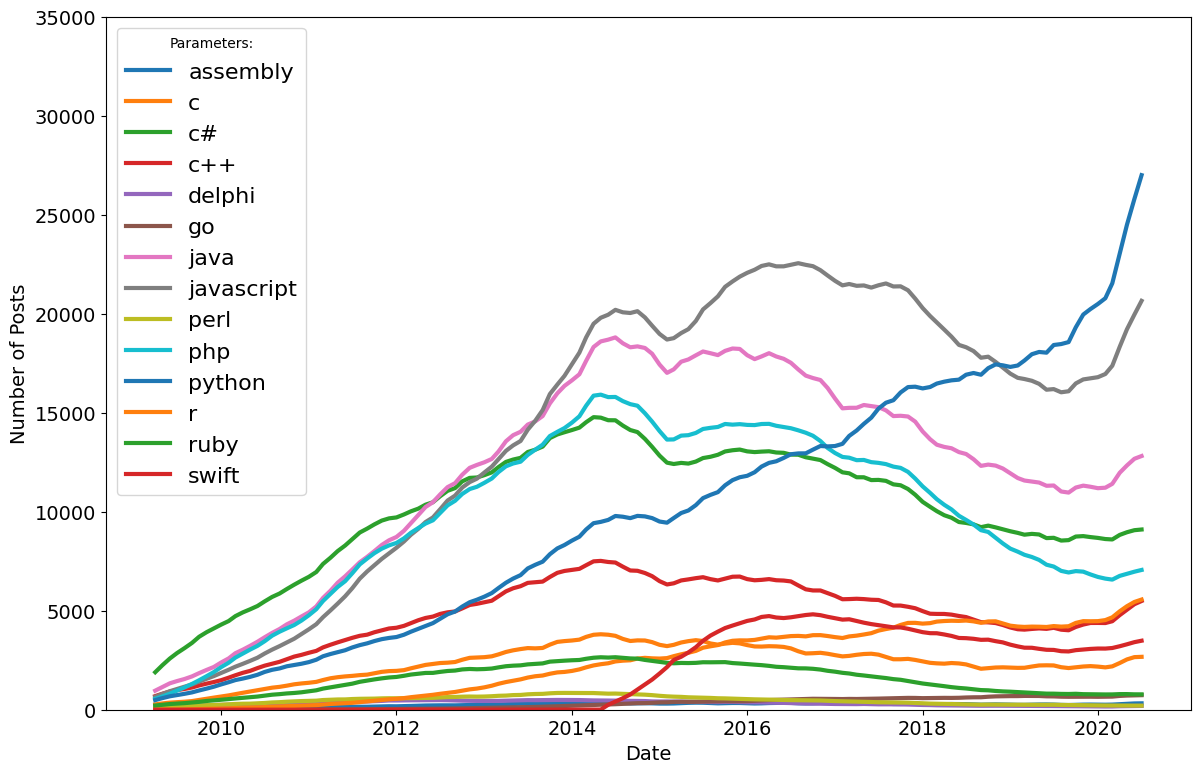 35000
30000
25000
20000
15000
10000
5000
0
Number of Posts
Parameters:
assembly
c
c#
c++
delphi
go
java
javascript
perl
php
python
r
ruby
swift
2010
2012
2014
2016
2018
2020
Date